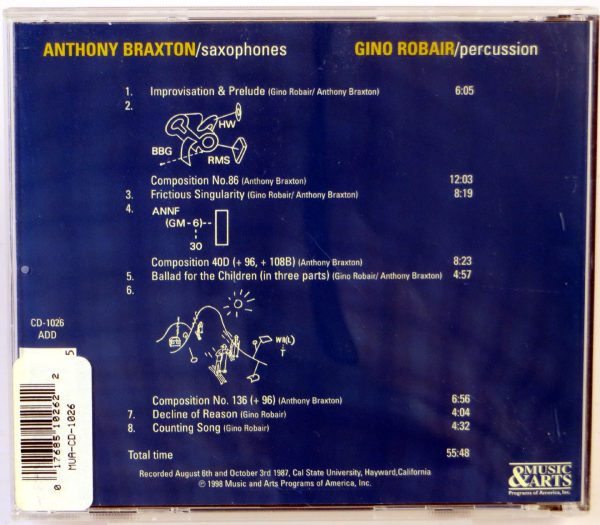 ANTHONY BRAXTON/saxophones GINO ROBAIR/percussion
1. Improvisation & Prelude (Gino Robair/ Anthony Braxton) 6:05
2.
HW
BBG
RMS
Composition No.86 (Anthony Braxton) 12:03
3. Frictious Singularity (Gino Robair/ Anthony Braxton) 8:19
4.
ANNF
(GM-6)--
30
Composition 40D (+ 96, + 108B) (Anthony Braxton) 8:23
5. Ballad for the Children (in three parts) (Gino Robair/ Anthony Braxton) 4:57
6.
Composition No. 136 (+ 96) (Anthony Braxton) 6:56
7. Decline of Reason (Gino Robair) 4:04
8. Counting Song (Gino Robair) 4:32
Total time 55:48
Recorded August 6th and October 3rd 1987, Cal State University, Hayward,California
© 1998 Music and Arts Programs of America, Inc.
MUSIC
&ARTS
Programs of America, Inc.
CD-1026
ADD
5
0 17685 10262 2
MUA-CD-1026